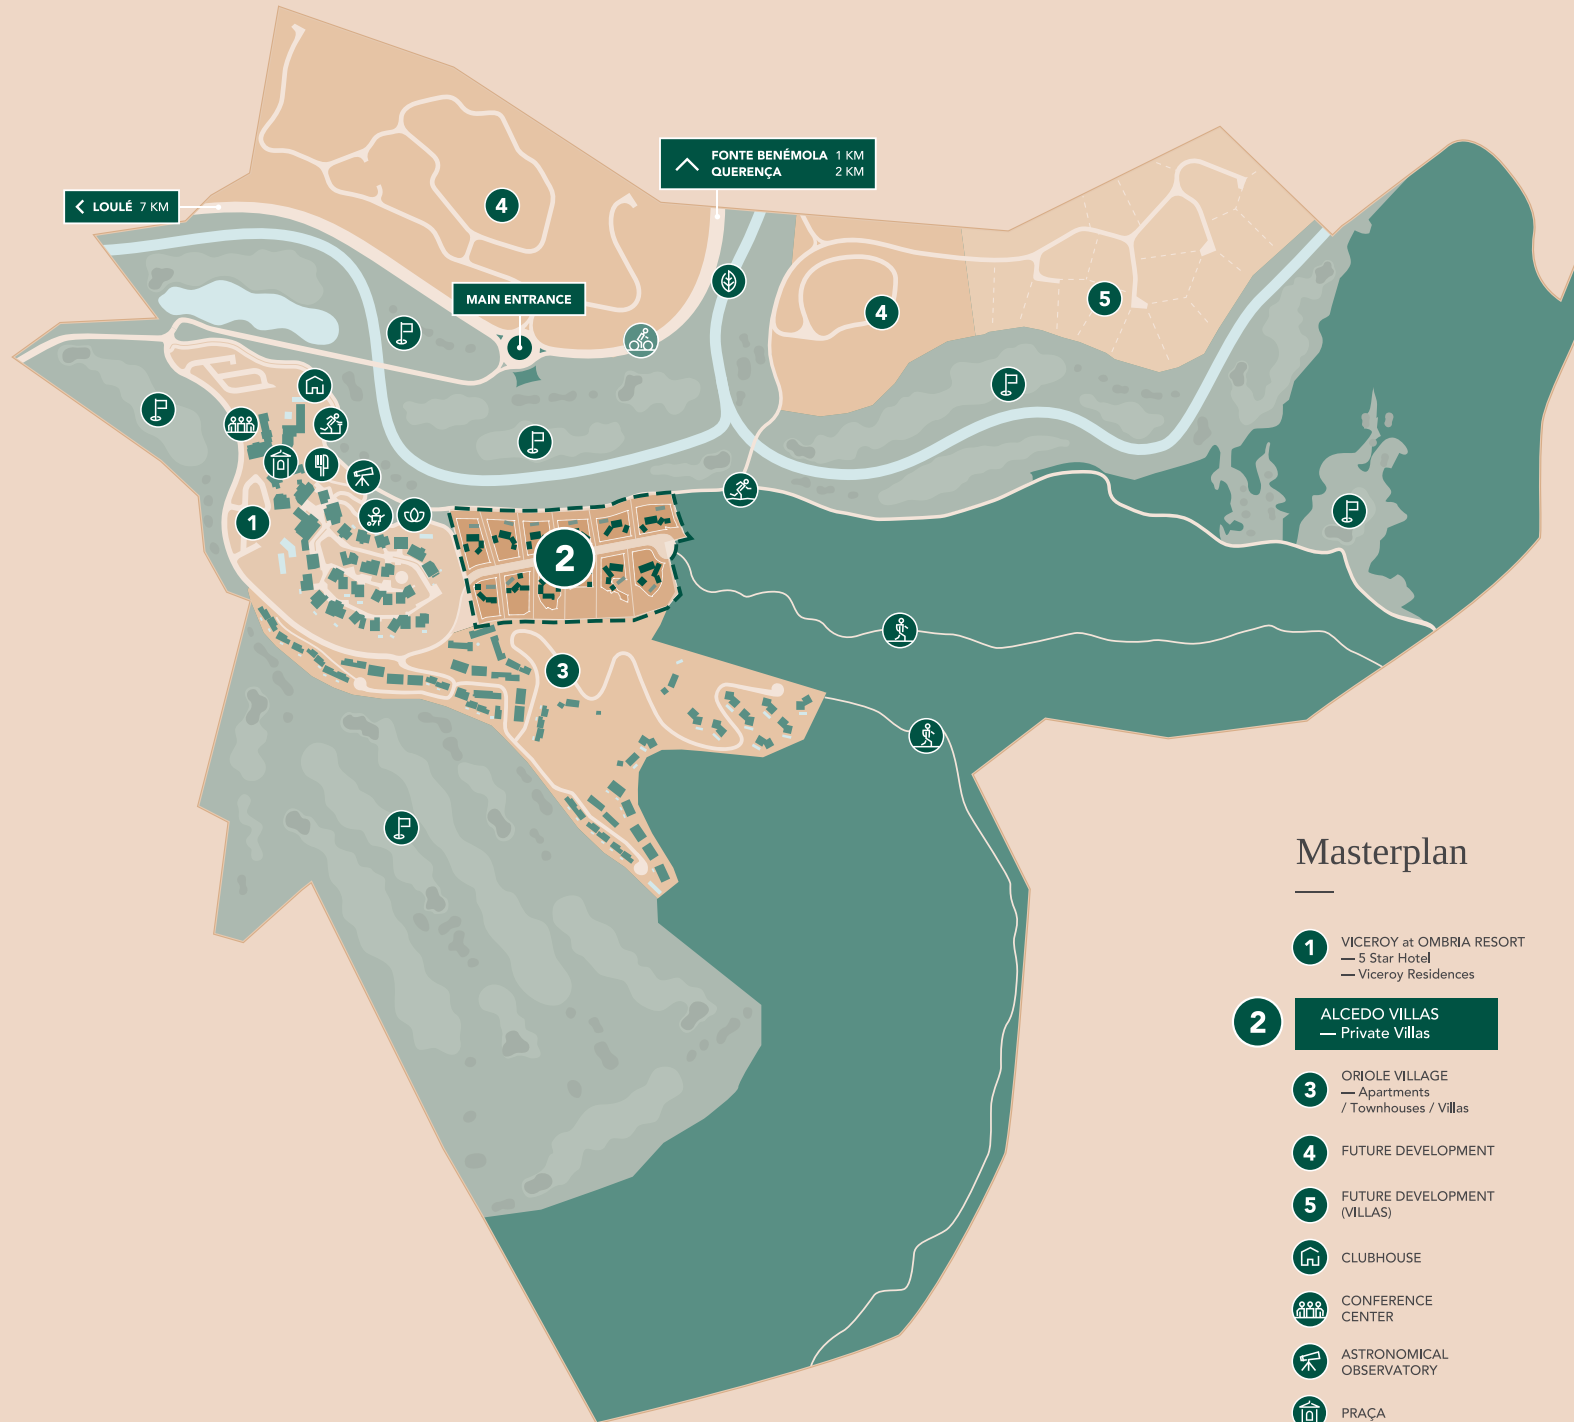 FONTE BENÉMOLA 1 KM
QUERENÇA 2 KM
LOULÉ 7 KM
4
MAIN ENTRANCE
4
5
1
2
3
Masterplan
1 VICEROY at OMBRIA RESORT
— 5 Star Hotel
— Viceroy Residences
2 ALCEDO VILLAS
— Private Villas
3 ORIOLE VILLAGE
— Apartments
/ Townhouses / Villas
4 FUTURE DEVELOPMENT
5 FUTURE DEVELOPMENT
(VILLAS)
CLUBHOUSE
CONFERENCE
CENTER
ASTRONOMICAL
OBSERVATORY
PRAÇA